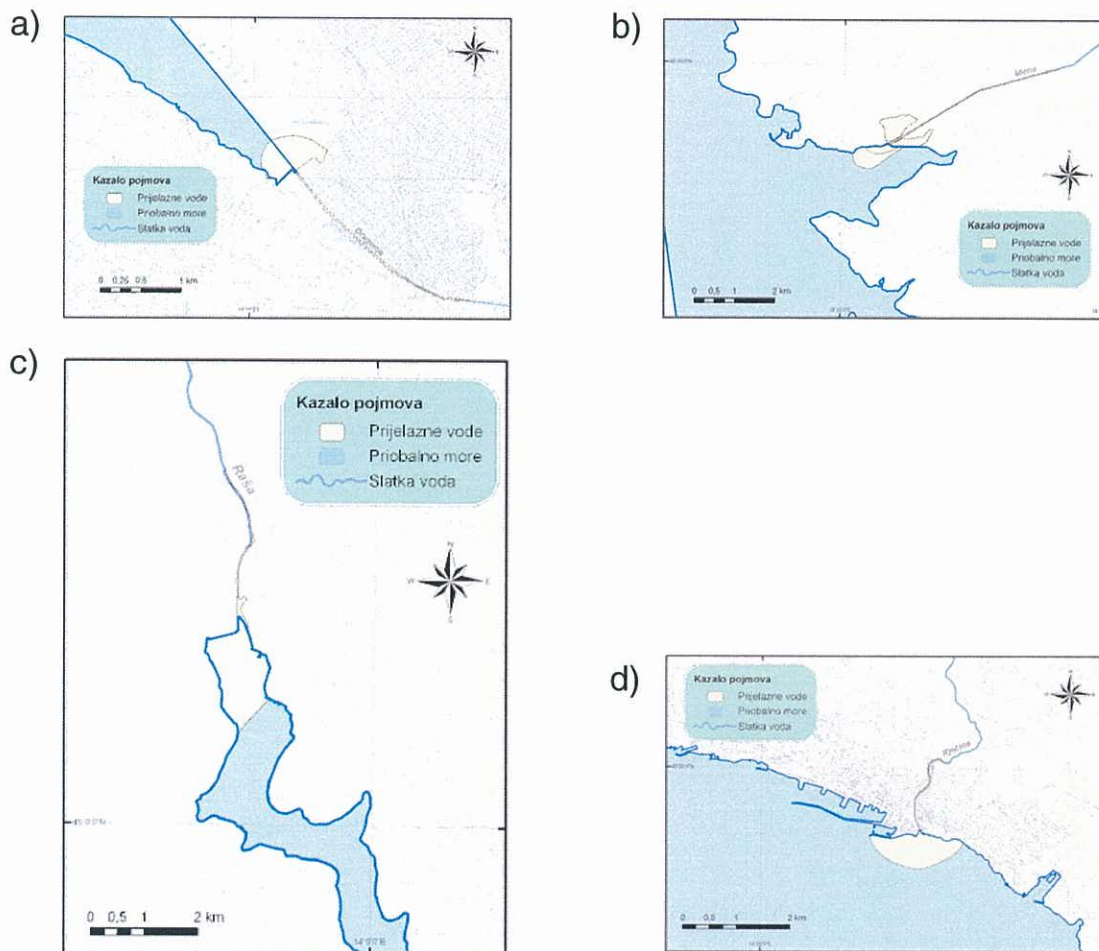 a)
Kazalo pojmova
Prijelazne vode
Priobalno more
Slatka voda
0 0,25 0,5 1 km
b)
Mirna
Kazalo pojmova
Prijelazne vode
Priobalno more
Slatka voda
0 0,5 1 2 km
c)
Kazalo pojmova
Prijelazne vode
Priobalno more
Slatka voda
Raša
N
W E
S
0 0,5 1 2 km
d)
Kazalo pojmova
Prijelazne vode
Priobalno more
Slatka voda
Rječina
0 0,5 1 2 km